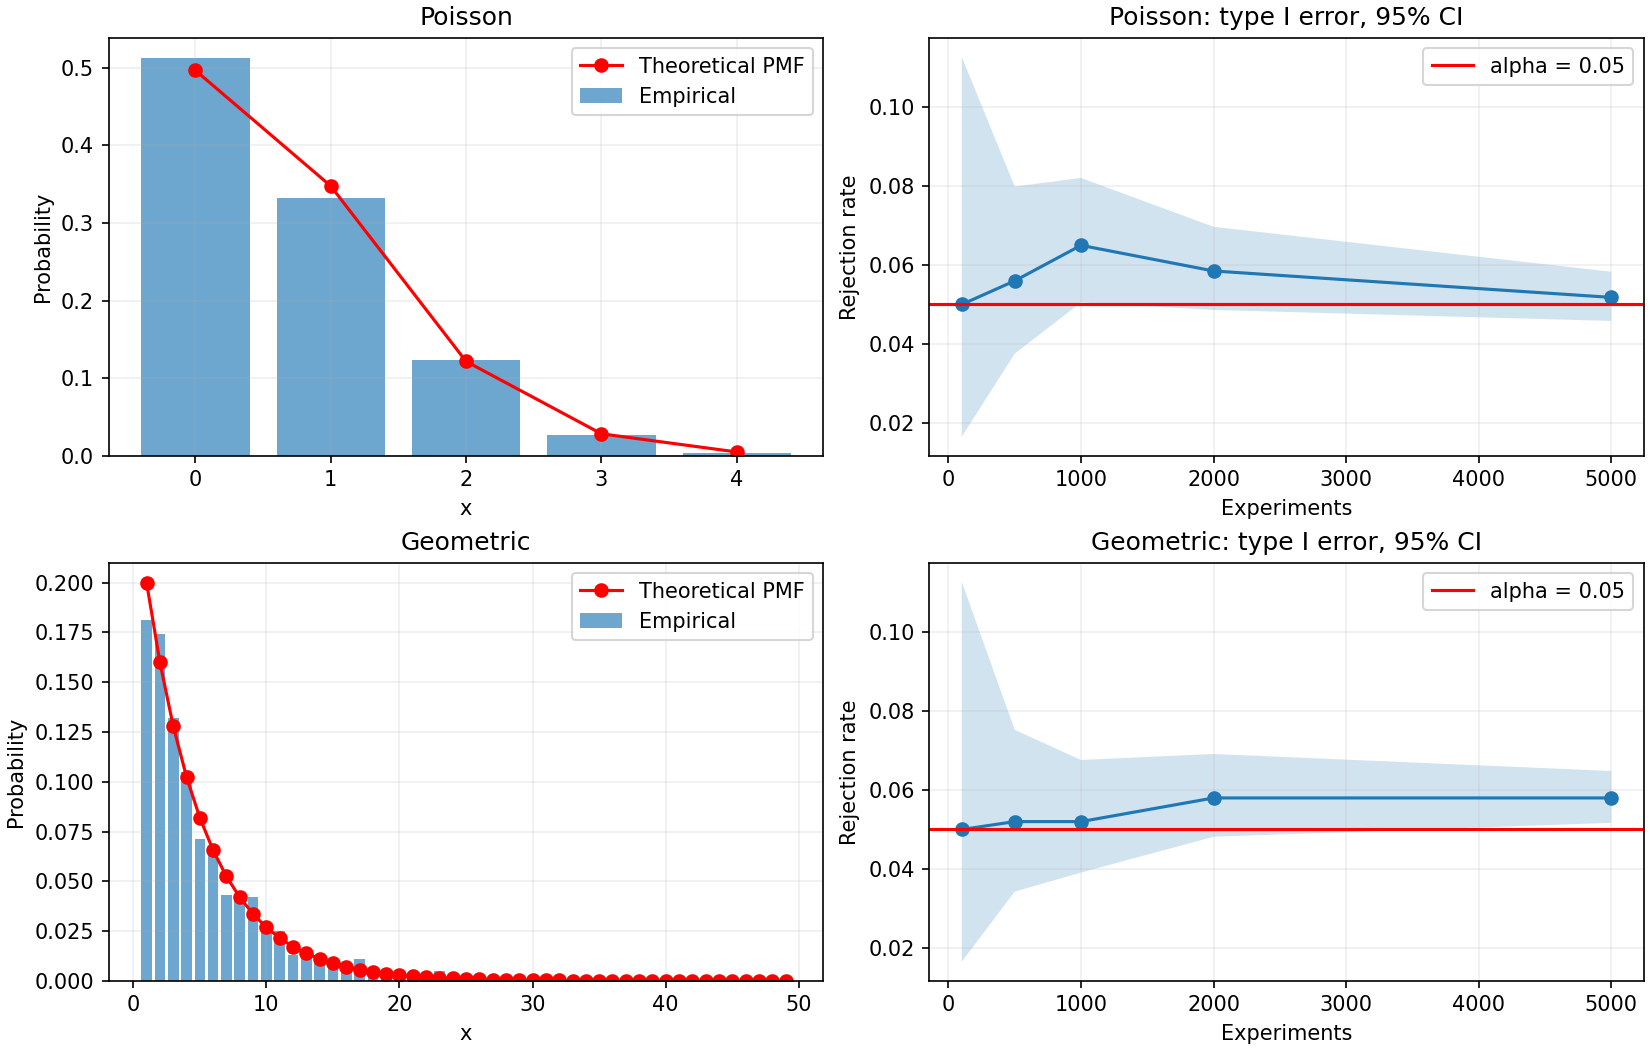 Poisson
Theoretical PMF
Empirical
Probability
0.5
0.4
0.3
0.2
0.1
0.0
0 1 2 3 4
x
Poisson: type I error, 95% CI
alpha = 0.05
Rejection rate
0.10
0.08
0.06
0.04
0.02
0 1000 2000 3000 4000 5000
Experiments
Geometric
Theoretical PMF
Empirical
Probability
0.200
0.175
0.150
0.125
0.100
0.075
0.050
0.025
0.000
0 10 20 30 40 50
x
Geometric: type I error, 95% CI
alpha = 0.05
Rejection rate
0.10
0.08
0.06
0.04
0.02
0 1000 2000 3000 4000 5000
Experiments